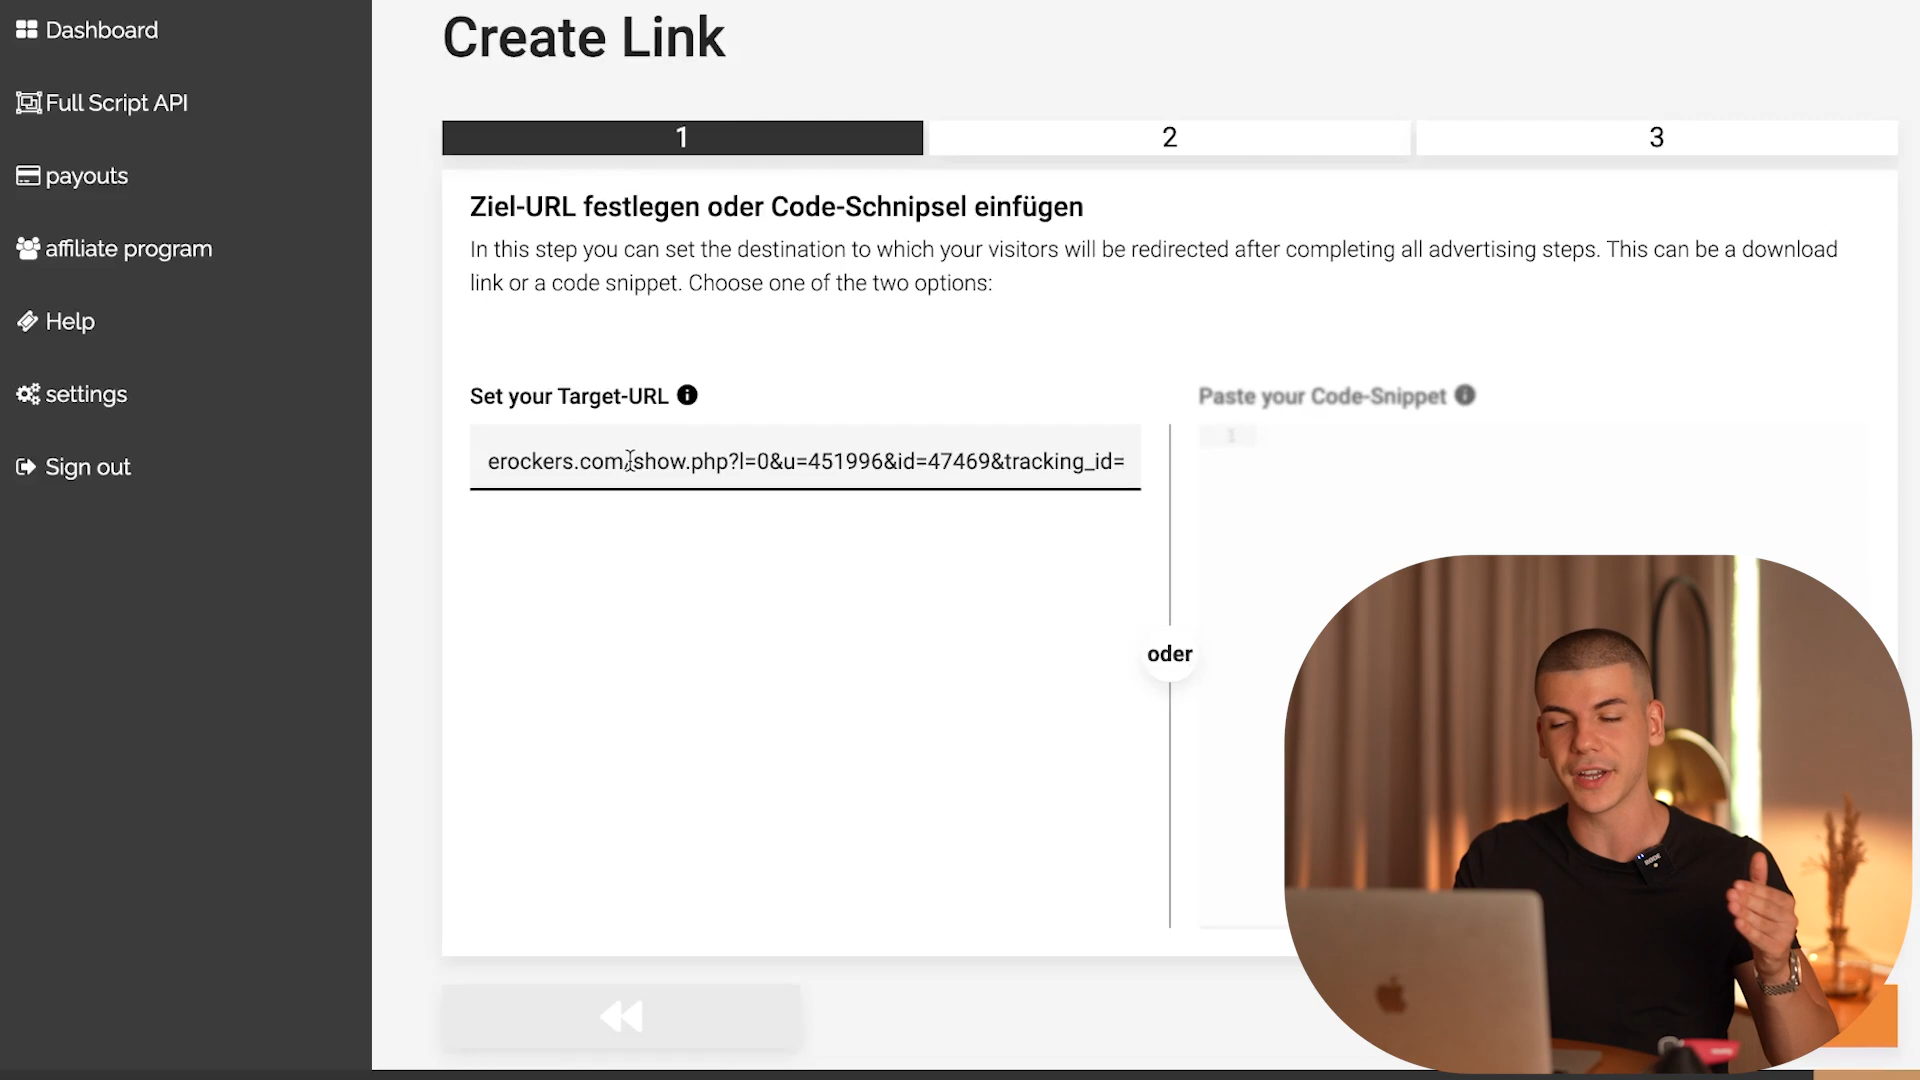 Dashboard
Full Script API
payouts
affiliate program
Help
settings
Sign out
Create Link
1
2
3
Ziel-URL festlegen oder Code-Schnipsel einfügen
In this step you can set the destination to which your visitors will be redirected after completing all advertising steps. This can be a download
link or a code snippet. Choose one of the two options:
Set your Target-URL
erockers.com/show.php?l=0&u=451996&id=47469&tracking_id=
oder
Paste your Code-Snippet
1
RODE